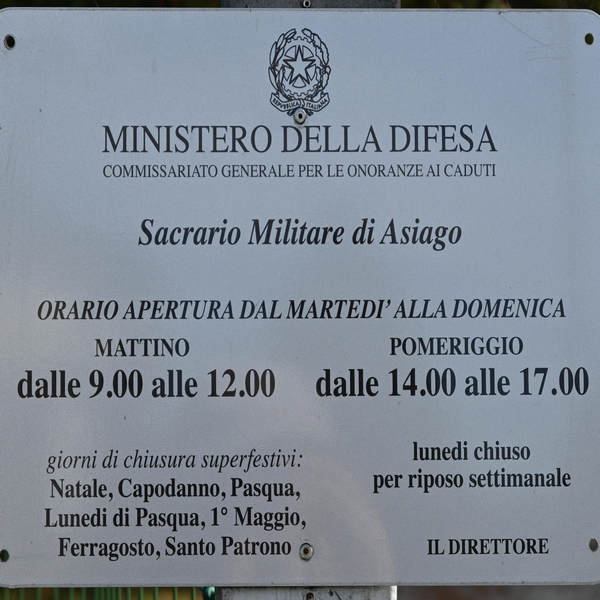 REPVBBLICA ITALIANA
MINISTERO DELLA DIFESA
COMMISSARIATO GENERALE PER LE ONORANZE AI CADUTI
Sacrario Militare di Asiago
ORARIO APERTURA DAL MARTEDI’ ALLA DOMENICA
MATTINO
dalle 9.00 alle 12.00
POMERIGGIO
dalle 14.00 alle 17.00
giorni di chiusura superfestivi:
Natale, Capodanno, Pasqua,
Lunedi di Pasqua, 1° Maggio,
Ferragosto, Santo Patrono
lunedi chiuso
per riposo settimanale
IL DIRETTORE